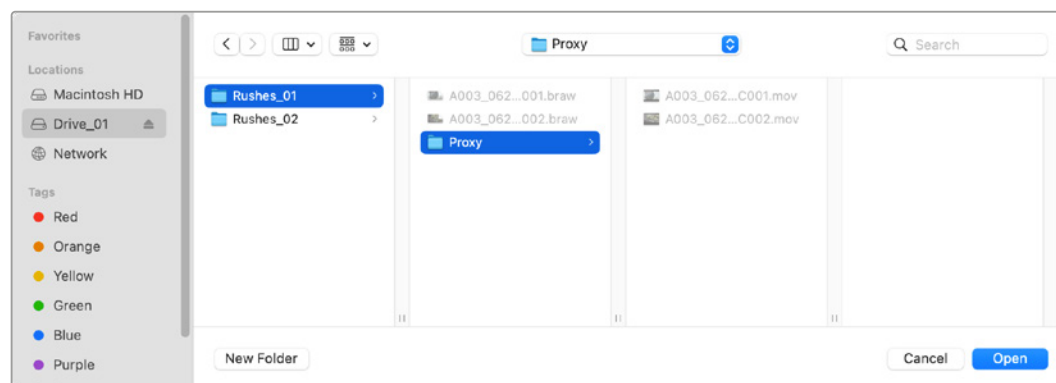 Favorites
Locations
Macintosh HD
Drive_01
Network
Tags
Red
Orange
Yellow
Green
Blue
Purple
Proxy
Search
Rushes_01
Rushes_02
A003_062...001.braw
A003_062...002.braw
Proxy
A003_062...C001.mov
A003_062...C002.mov
New Folder
Cancel
Open